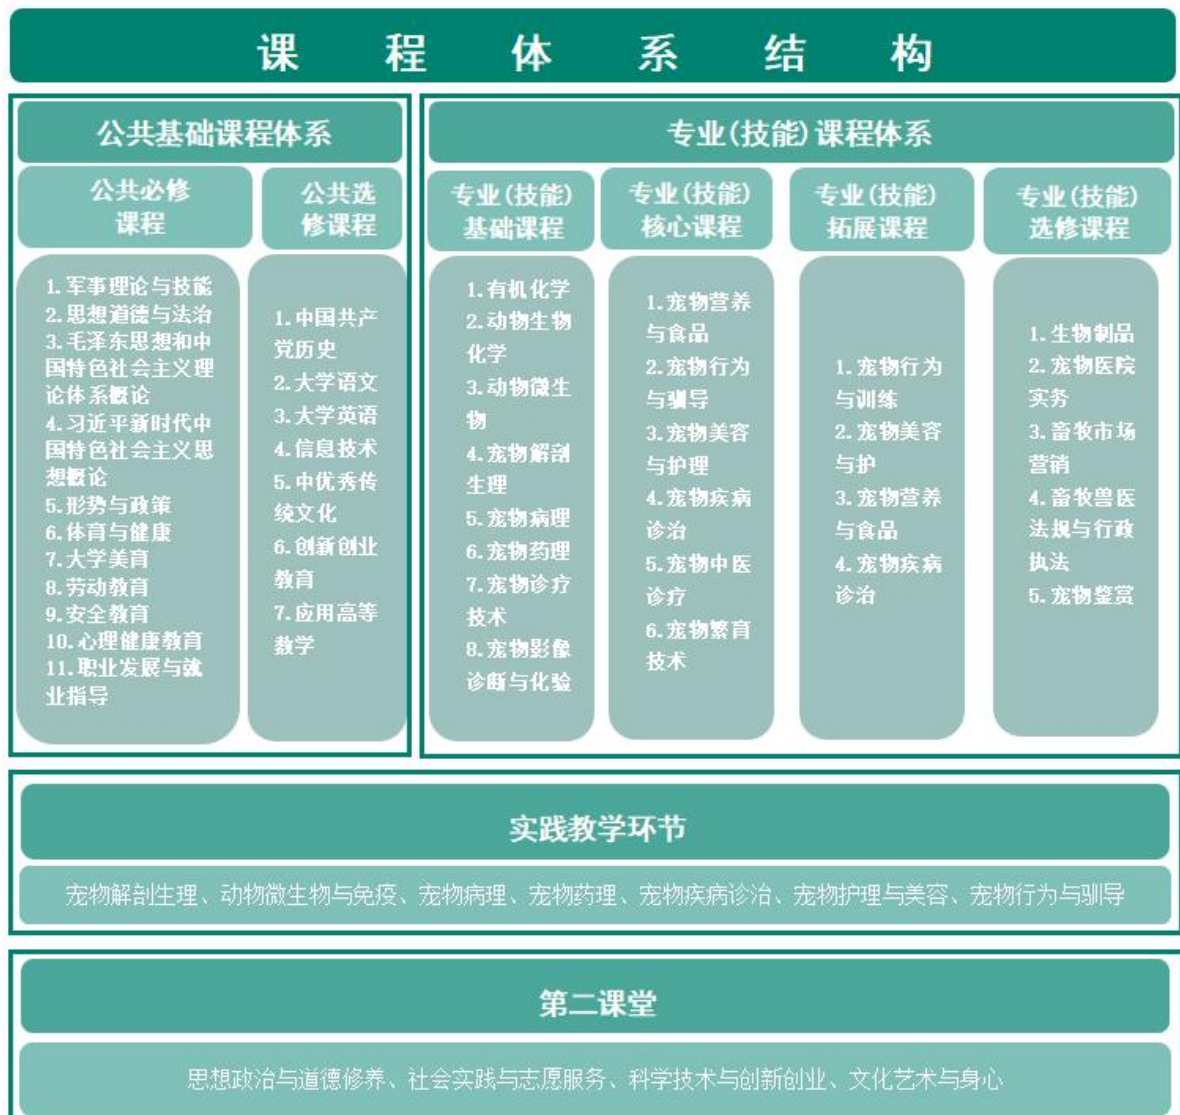 课程体系结构
公共基础课程体系
公共必修
课程
1.军事理论与技能
2.思想道德与法治
3.毛泽东思想和中
国特色社会主义理
论体系概论
4.习近平新时代中
国特色社会主义思
想概论
5.形势与政策
6.体育与健康
7.大学美育
8.劳动教育
9.安全教育
10.心理健康教育
11.职业发展与就
业指导
公共选
修课程
1.中国共产
党历史
2.大学语文
3.大学英语
4.信息技术
5.中优秀传
统文化
6.创新创业
教育
7.应用高等
数学
专业(技能)课程体系
专业(技能)
基础课程
1.有机化学
2.动物生物
化学
3.动物微生
物
4.宠物解剖
生理
5.宠物病理
6.宠物药理
7.宠物诊疗
技术
8.宠物影像
诊断与化验
专业(技能)
核心课程
1.宠物营养
与食品
2.宠物行为
与驯导
3.宠物美容
与护理
4.宠物疾病
诊治
5.宠物中医
诊疗
6.宠物繁育
技术
专业(技能)
拓展课程
1.宠物行为
与训练
2.宠物美容
与护
3.宠物营养
与食品
4.宠物疾病
诊治
专业(技能)
选修课程
1.生物制品
2.宠物医院
实务
3.畜牧市场
营销
4.畜牧兽医
法规与行政
执法
5.宠物鉴赏
实践教学环节
宠物解剖生理、动物微生物与免疫、宠物病理、宠物药理、宠物疾病诊治、宠物护理与美容、宠物行为与驯导
第二课堂
思想政治与道德修养、社会实践与志愿服务、科学技术与创新创业、文化艺术与身心